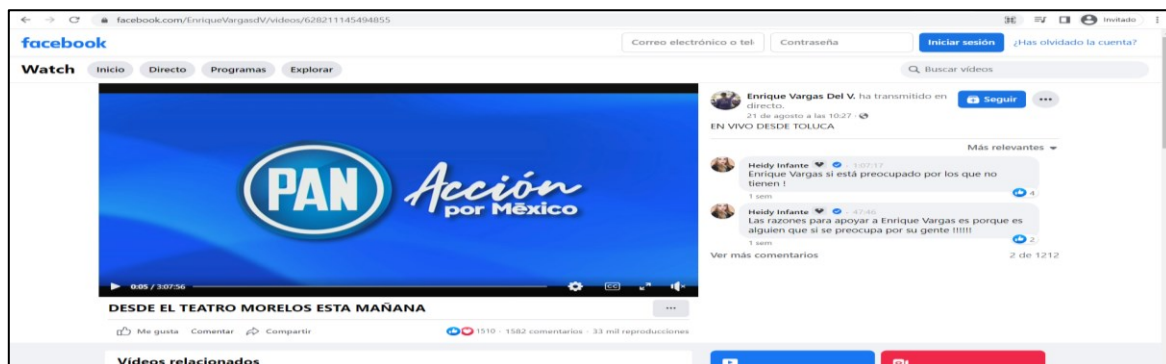 facebook.com/EnriqueVargasdV/videos/628211145494855
Invitado
facebook
Correo electrónico o tel
Contraseña
Iniciar sesión
¿Has olvidado la cuenta?
Watch
Inicio
Directo
Programas
Explorar
Buscar vídeos
PAN
Acción
por México
0:05 / 3:07:56
CC
DESDE EL TEATRO MORELOS ESTA MAÑANA
Me gusta Comentar Compartir
1510 · 1582 comentarios · 33 mil reproducciones
Enrique Vargas Del V. ha transmitido en
directo.
21 de agosto a las 10:27 ·
Seguir
EN VIVO DESDE TOLUCA
Más relevantes
Heidy Infante · 1:07:17
Enrique Vargas si está preocupado por los que no
tienen !
4
1 sem
Heidy Infante · 47:46
Las razones para apoyar a Enrique Vargas es porque es
alguien que si se preocupa por su gente !!!!!!
2
1 sem
Ver más comentarios
2 de 1212
Vídeos relacionados